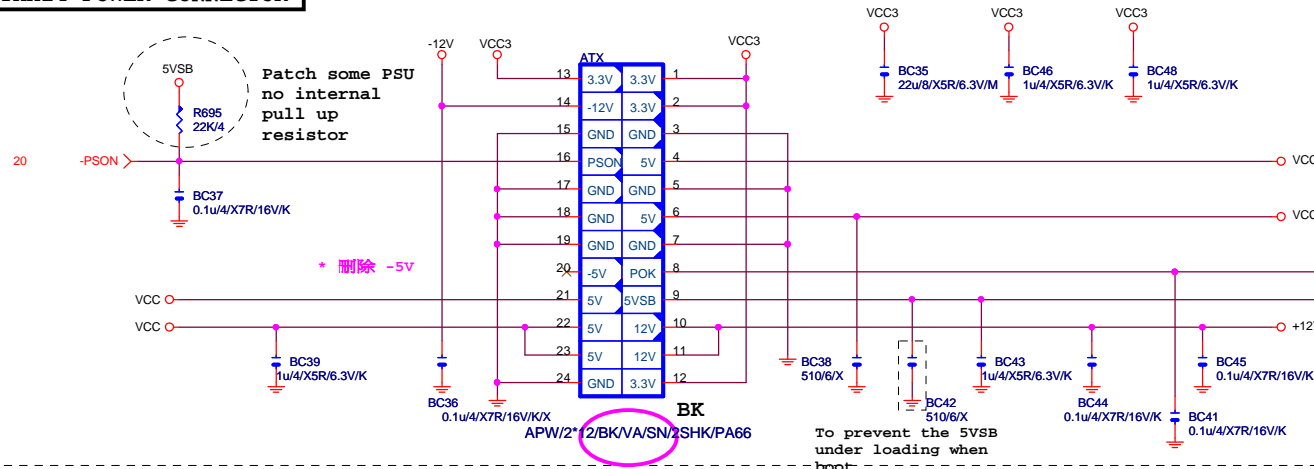 VCC3
VCC3
VCC3
BC35
22u/8/X5R/6.3V/M
BC46
1u/4/X5R/6.3V/K
BC48
1u/4/X5R/6.3V/K
5VSB
R695
22K/4
Patch some PSU
no internal
pull up
resistor
-12V
VCC3
VCC3
ATX
13 3.3V 3.3V 1
14 -12V 3.3V 2
15 GND GND 3
16 PSON 5V 4
17 GND GND 5
18 GND 5V 6
19 GND GND 7
20 -5V POK 8
21 5V 5VSB 9
22 5V 12V 10
23 5V 12V 11
24 GND 3.3V 12
20 -PSON
BC37
0.1u/4/X7R/16V/K
* 刪除 -5V
VCC
VCC
+12
BC39
1u/4/X5R/6.3V/K
BC36
0.1u/4/X7R/16V/K/X
BK
APW/2*12/BK/VA/SN/2SHK/PA66
BC38
510/6/X
BC42
510/6/X
BC43
1u/4/X5R/6.3V/K
BC44
0.1u/4/X7R/16V/K
BC45
0.1u/4/X7R/16V/K
BC41
0.1u/4/X7R/16V/K
To prevent the 5VSB
under loading when